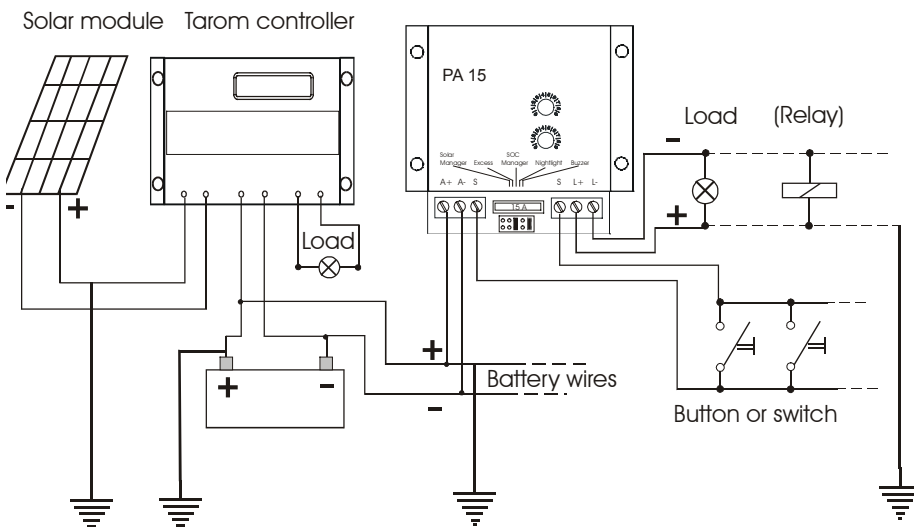 Solar module
Tarom controller
PA 15
Solar
Manager
Excess
SOC
Manager
Nightlight
Buzzer
A+ A- S
S L+ L-
15 A
Load
(Relay)
-
+
-
+
Load
+
-
+
-
Battery wires
Button or switch